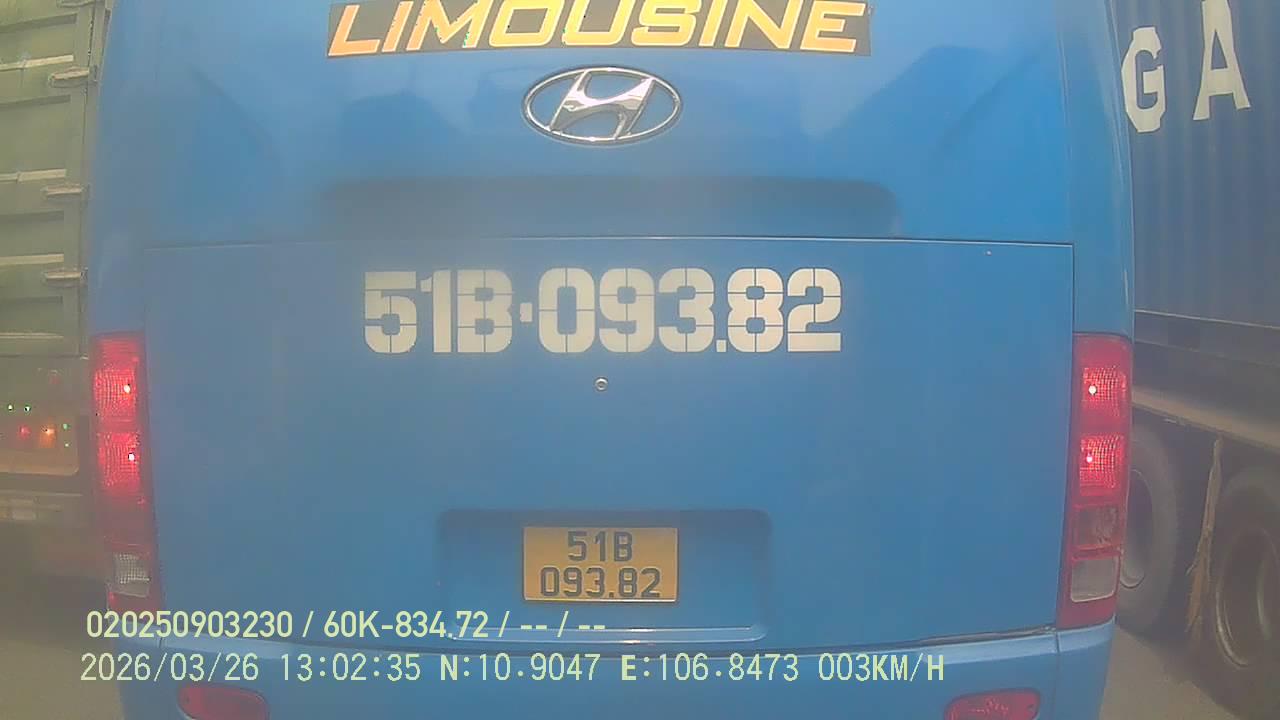 LIMOUSINE
GA
51B·093.82
51B
093.82
020250903230 / 60K-834.72 / -- / --
2026/03/26 13:02:35 N:10.9047 E:106.8473 003KM/H